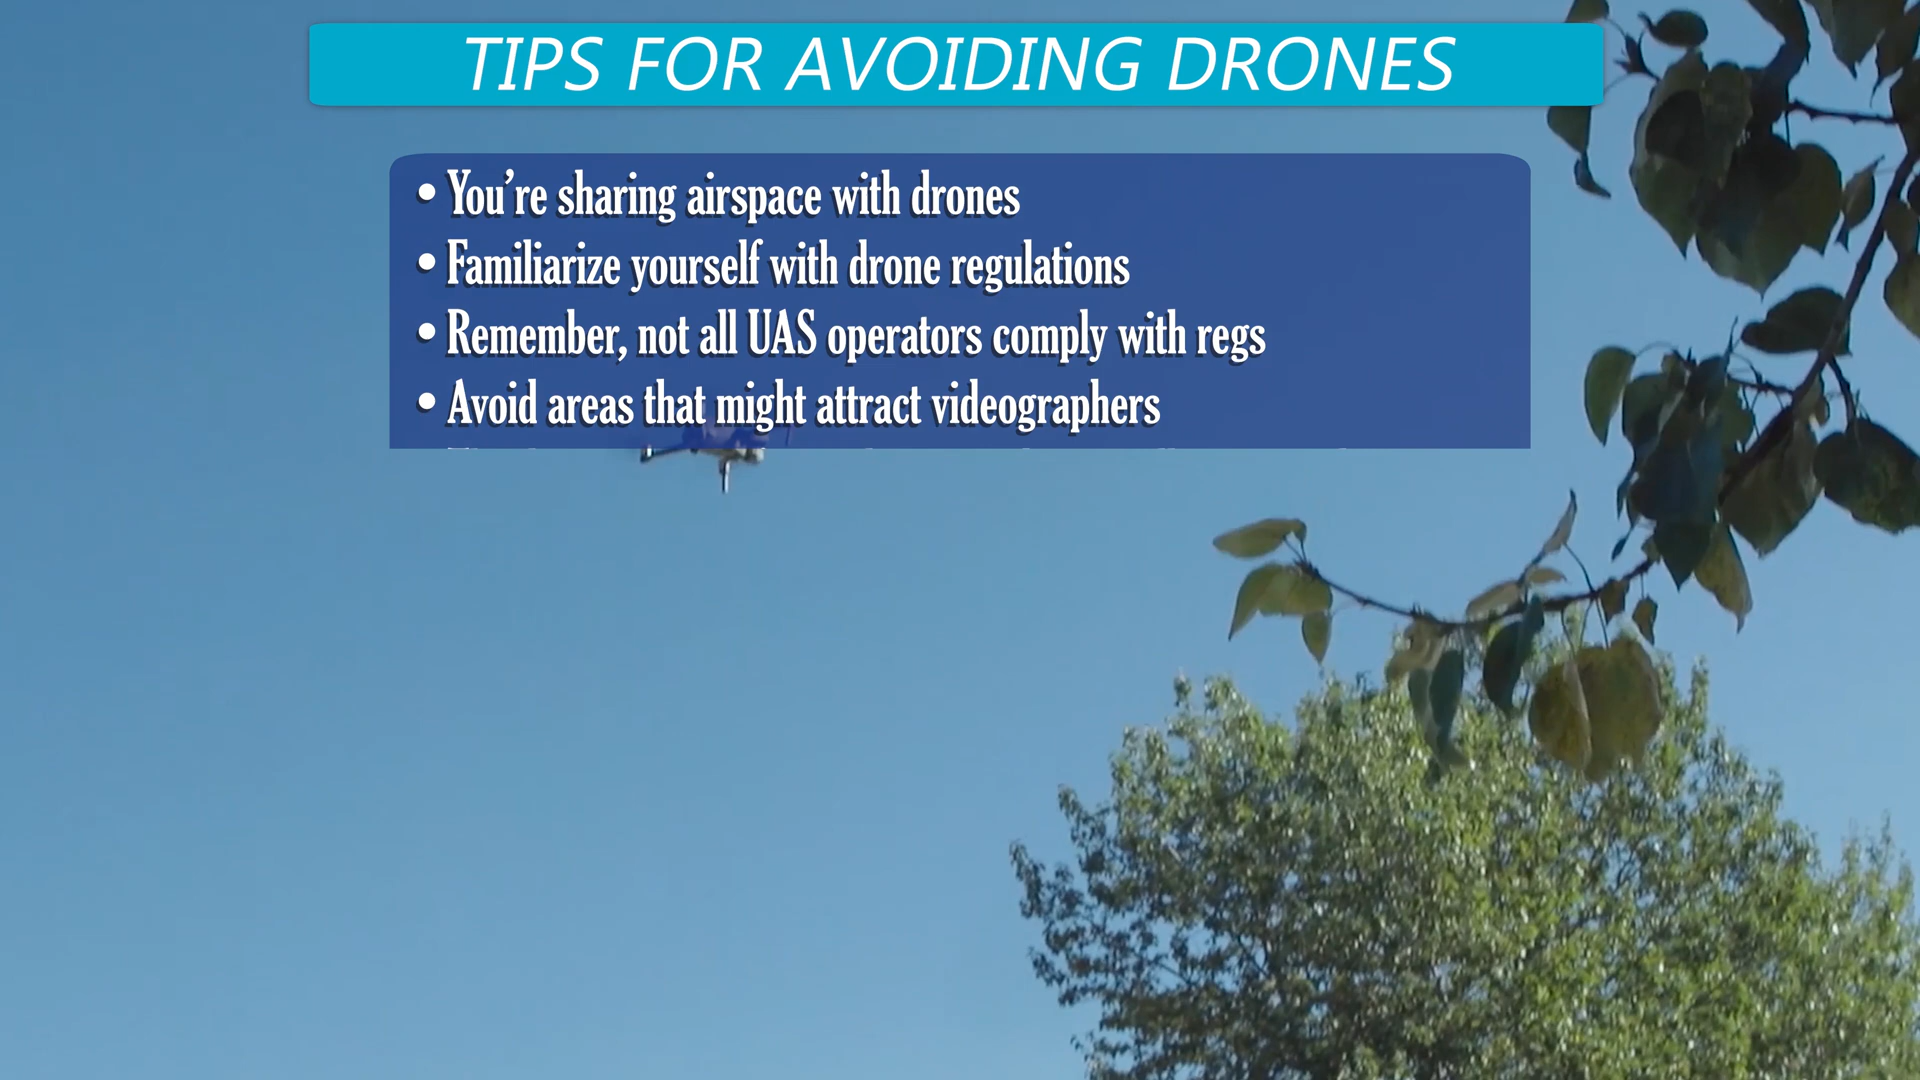 TIPS FOR AVOIDING DRONES
• You’re sharing airspace with drones
• Familiarize yourself with drone regulations
• Remember, not all UAS operators comply with regs
• Avoid areas that might attract videographers